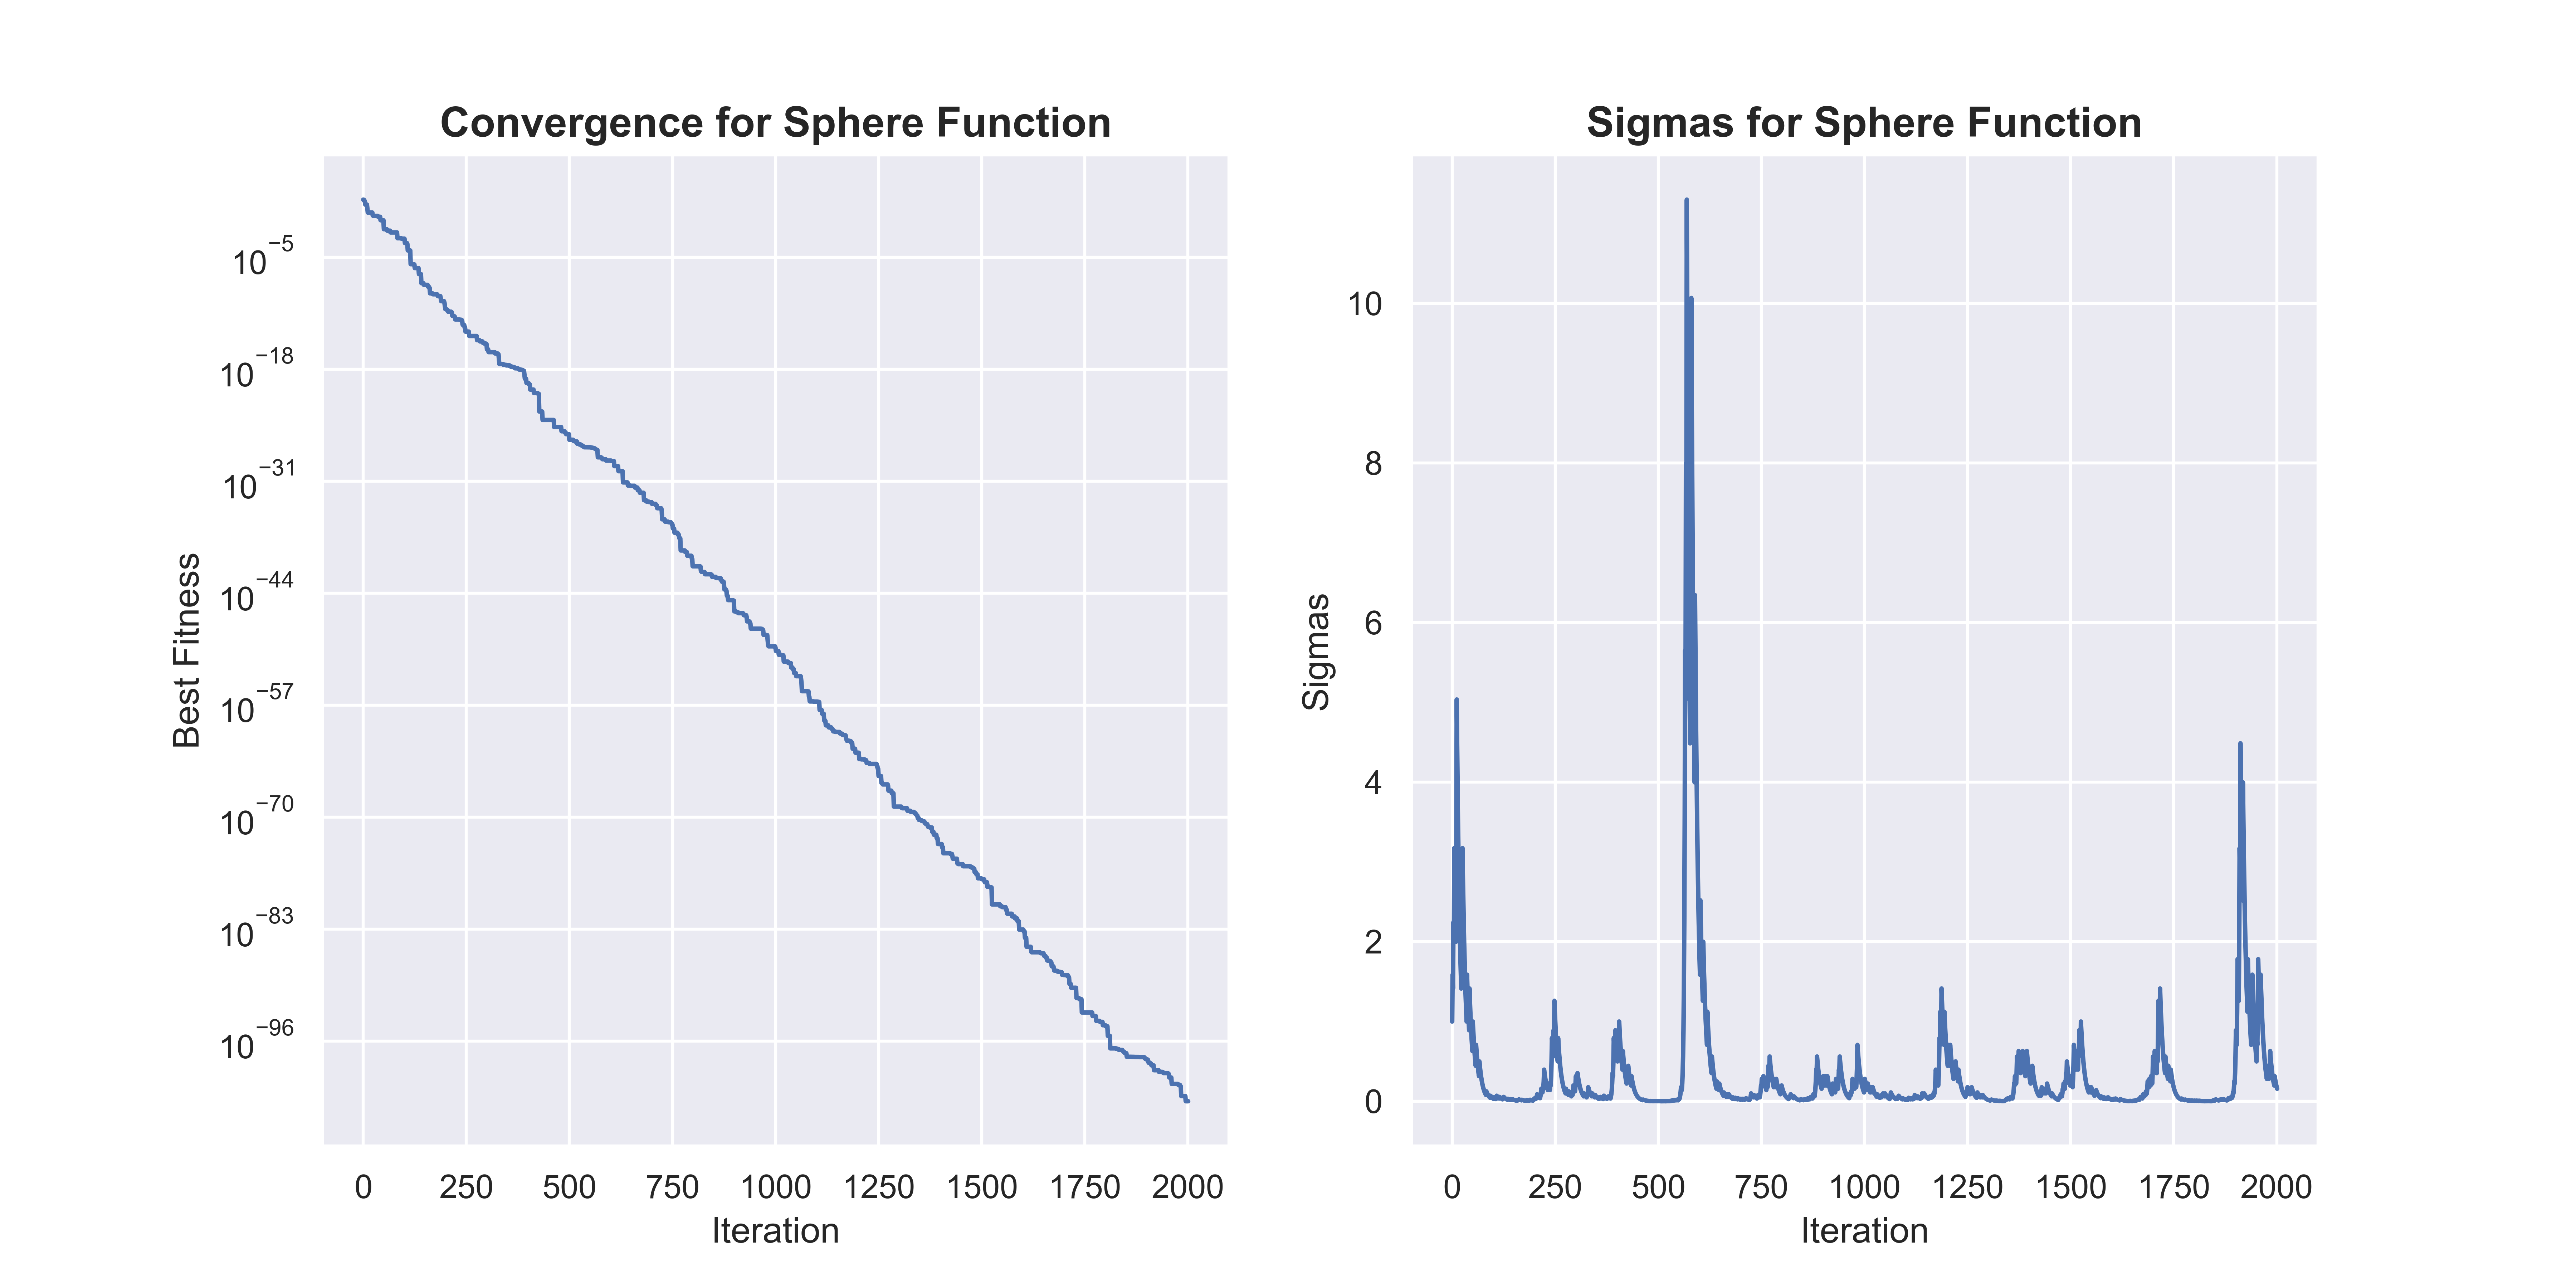 Convergence for Sphere Function
Best Fitness
10^−5
10^−18
10^−31
10^−44
10^−57
10^−70
10^−83
10^−96
0 250 500 750 1000 1250 1500 1750 2000
Iteration
Sigmas for Sphere Function
Sigmas
10
8
6
4
2
0
0 250 500 750 1000 1250 1500 1750 2000
Iteration